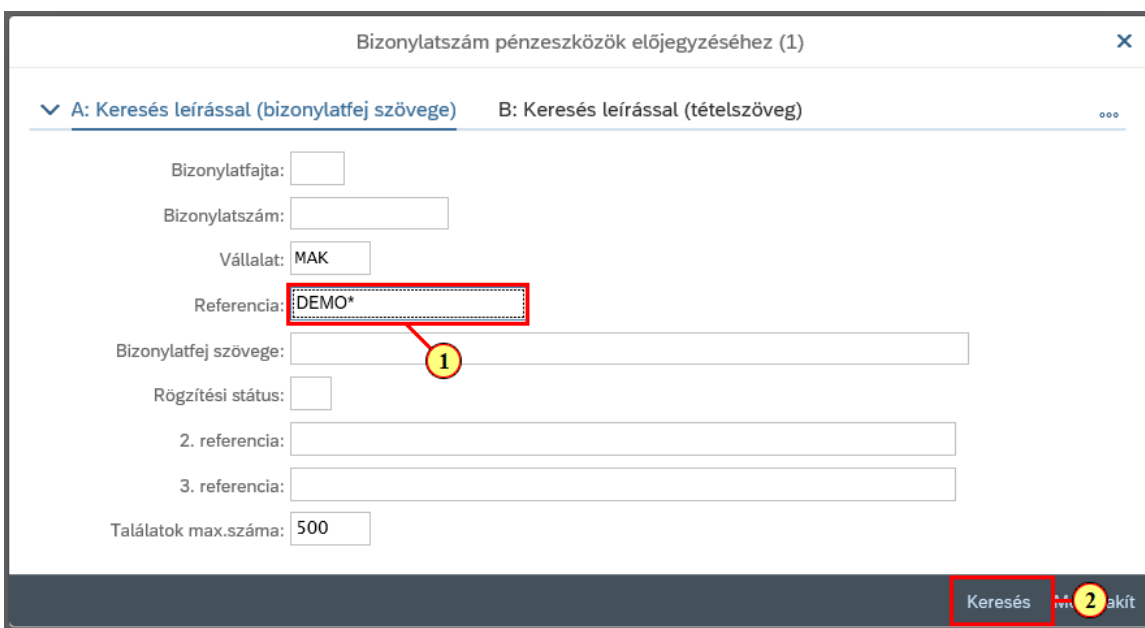 Bizonylatszám pénzeszközök előjegyzéséhez (1)
A: Keresés leírással (bizonylatfej szövege) B: Keresés leírással (tételszöveg)
Bizonylatfajta:
Bizonylatszám:
Vállalat: MAK
Referencia: DEMO*
1
Bizonylatfej szövege:
Rögzítési státus:
2. referencia:
3. referencia:
Találatok max.száma: 500
Keresés 2